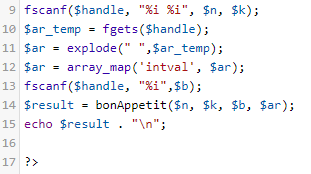 9 fscanf($handle, "%i %i", $n, $k);
10 $ar_temp = fgets($handle);
11 $ar = explode(" ",$ar_temp);
12 $ar = array_map('intval', $ar);
13 fscanf($handle, "%i",$b);
14 $result = bonAppetit($n, $k, $b, $ar);
15 echo $result . "\n";
16
17 ?>